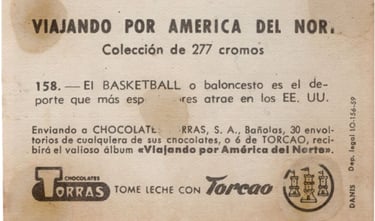 VIAJANDO POR AMERICA DEL NOR
Colección de 277 cromos
158. — El BASKETBALL o baloncesto es el de-
porte que más esp res atrae en los EE. UU.
Enviando a CHOCOLATE RRAS, S. A., Bañolas, 30 envol-
torios de cualquiera de sus chocolates, o 6 de TORCAO, reci-
birá el valioso álbum «Viajando por América del Norte».
CHOCOLATES
TORRAS
TOME LECHE CON Torcao
DANIS - Dep. legal IO-156-59